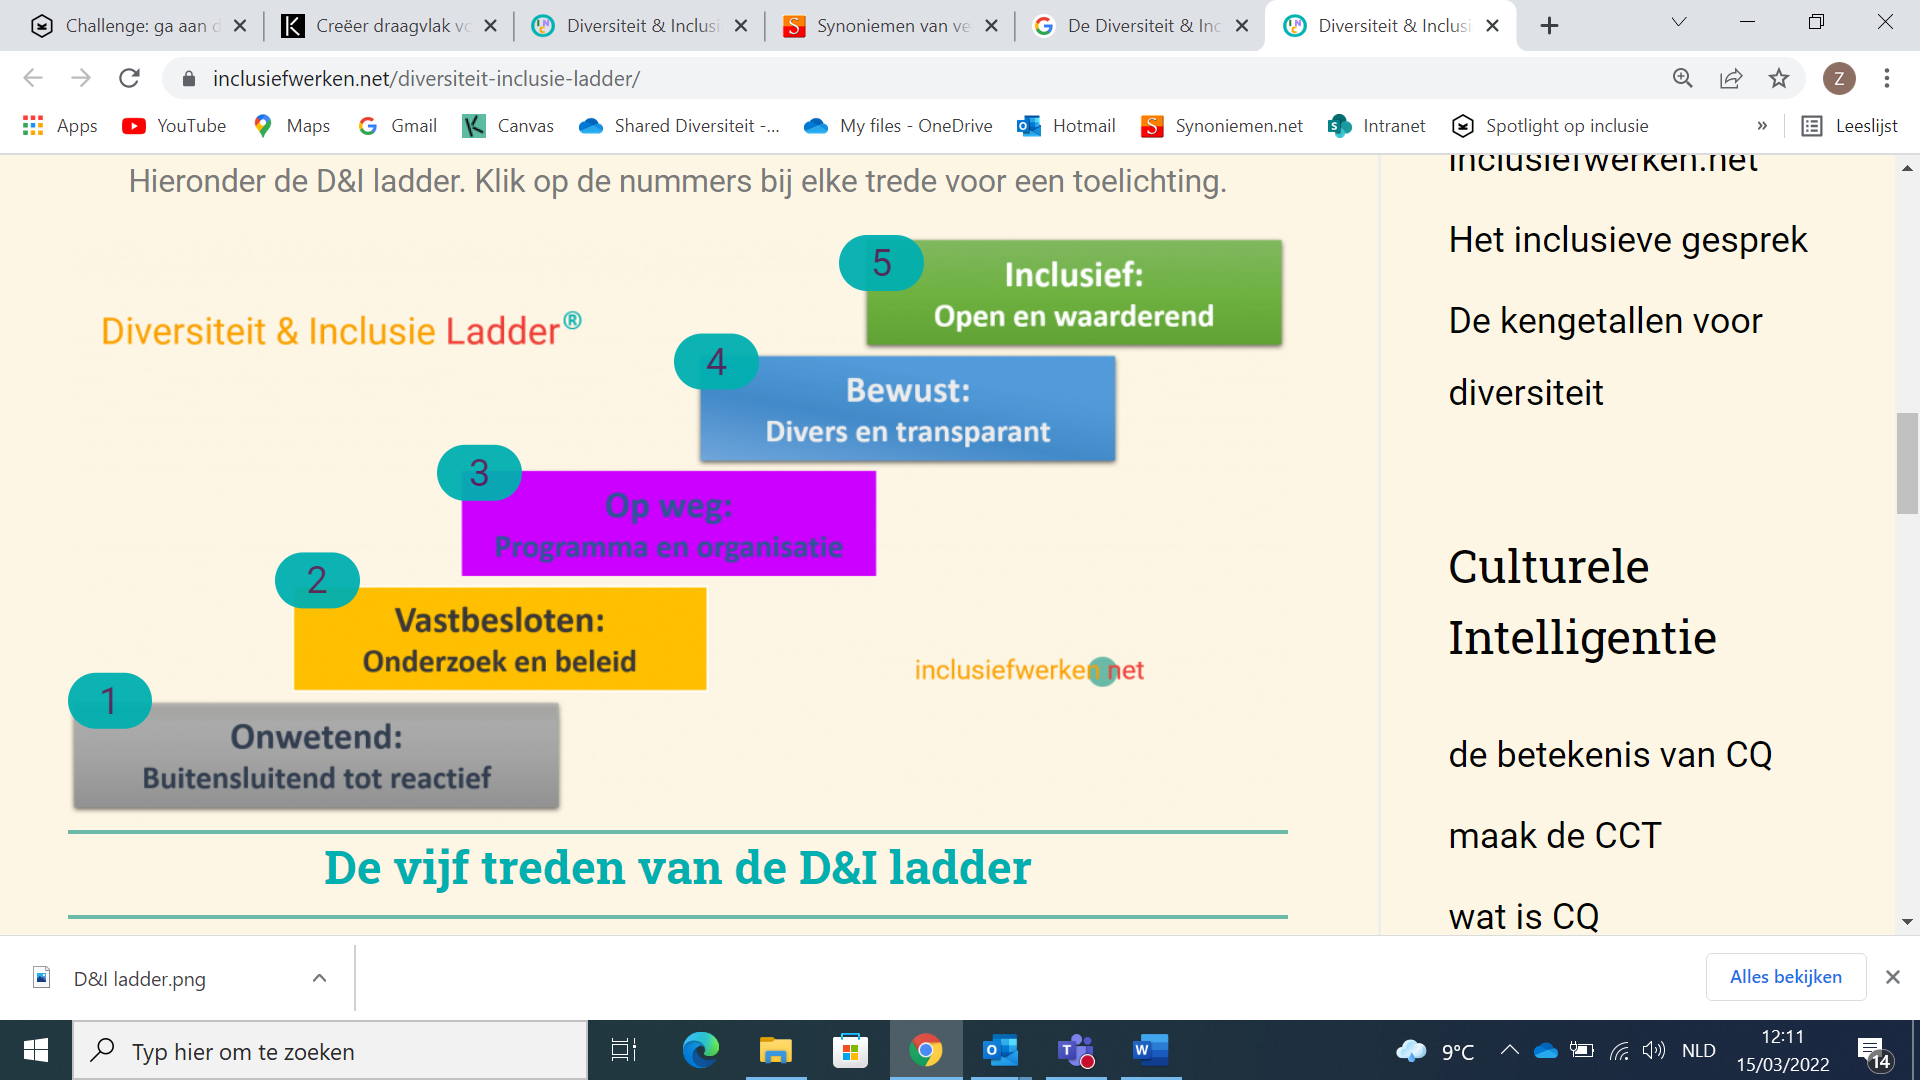 Challenge: ga aan d
Creëer draagvlak vo
Diversiteit & Inclusi
Synoniemen van ve
De Diversiteit & Inc
Diversiteit & Inclusi
inclusiefwerken.net/diversiteit-inclusie-ladder/
Z
Apps
YouTube
Maps
Gmail
Canvas
Shared Diversiteit -...
My files - OneDrive
Hotmail
Synoniemen.net
Intranet
Spotlight op inclusie
»
Leeslijst
Hieronder de D&I ladder. Klik op de nummers bij elke trede voor een toelichting.
Diversiteit & Inclusie Ladder®
5
Inclusief:
Open en waarderend
4
Bewust:
Divers en transparant
3
Op weg:
Programma en organisatie
2
Vastbesloten:
Onderzoek en beleid
1
Onwetend:
Buitensluitend tot reactief
inclusiefwerken net
De vijf treden van de D&I ladder
inclusiefwerken.net
Het inclusieve gesprek
De kengetallen voor
diversiteit
Culturele
Intelligentie
de betekenis van CQ
maak de CCT
wat is CQ
D&I ladder.png
Alles bekijken
Typ hier om te zoeken
9°C
NLD
12:11
15/03/2022
14